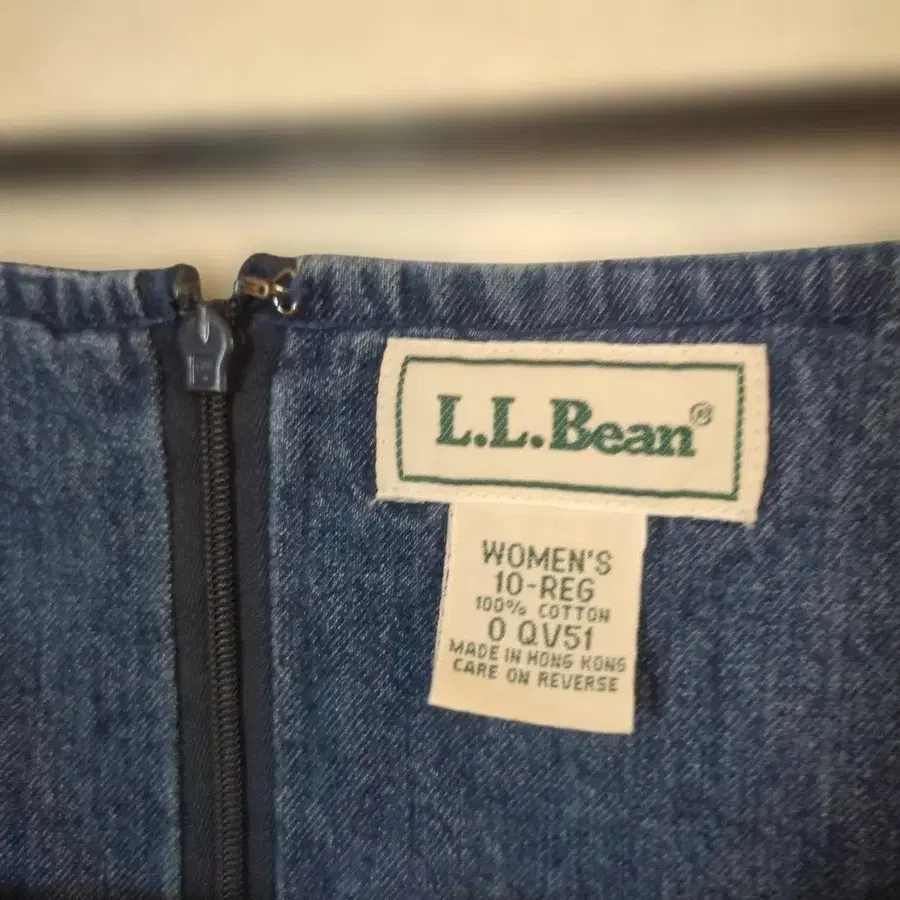 L.L.Bean®
WOMEN'S
10-REG
100% COTTON
0 QV51
MADE IN HONG KONG
CARE ON REVERSE